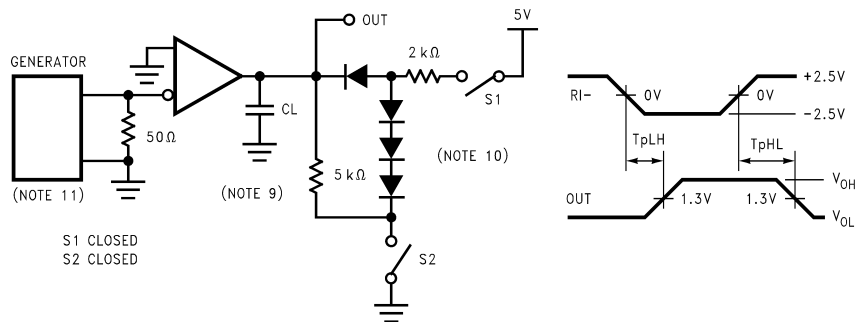 OUT
5V
GENERATOR
2 kΩ
S1
CL
50Ω
(NOTE 11)
(NOTE 9)
5 kΩ
(NOTE 10)
S1 CLOSED
S2 CLOSED
S2
+2.5V
RI−
0V
0V
−2.5V
TpLH
TpHL
VOH
OUT
1.3V
1.3V
VOL